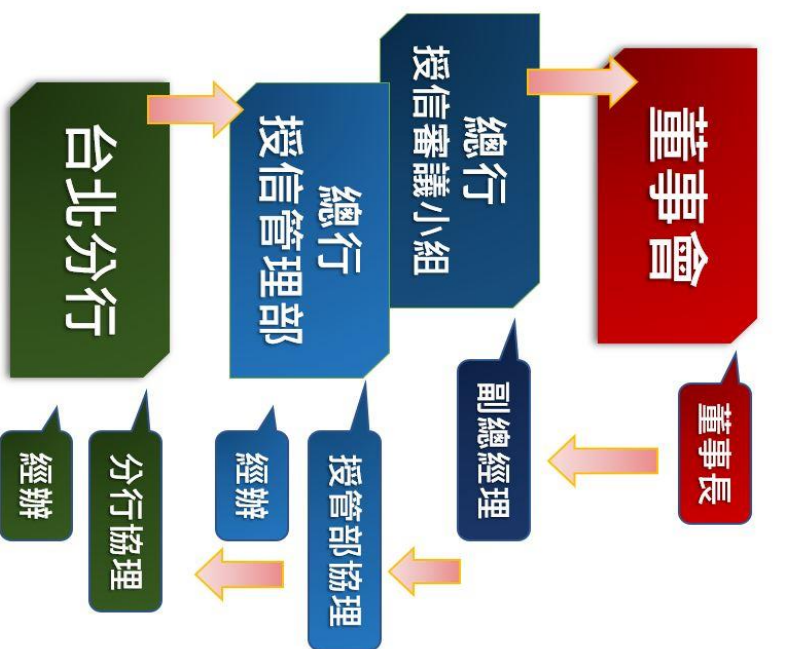 董事會
董事長
總行
授信審議小組
副總經理
總行
授信管理部
授管部協理
經辦
台北分行
分行協理
經辦